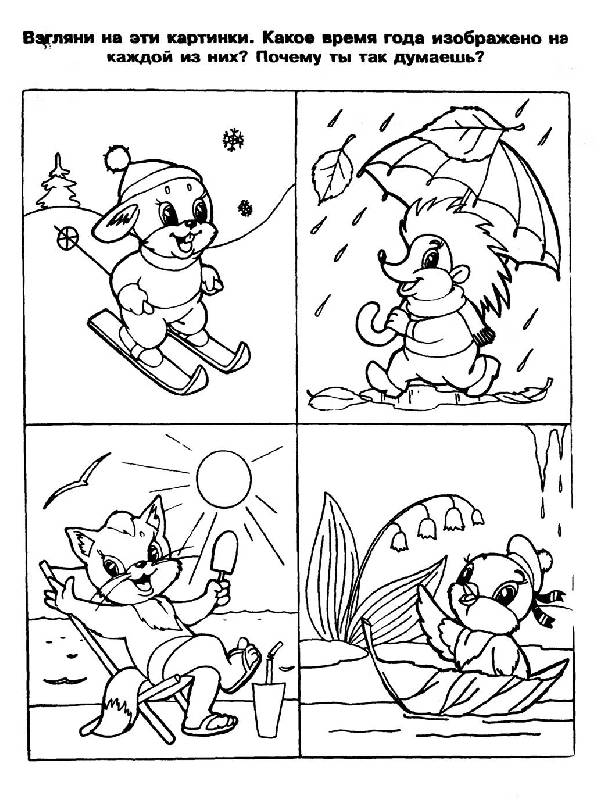 Взгляни на эти картинки. Какое время года изображено на
каждой из них? Почему ты так думаешь?